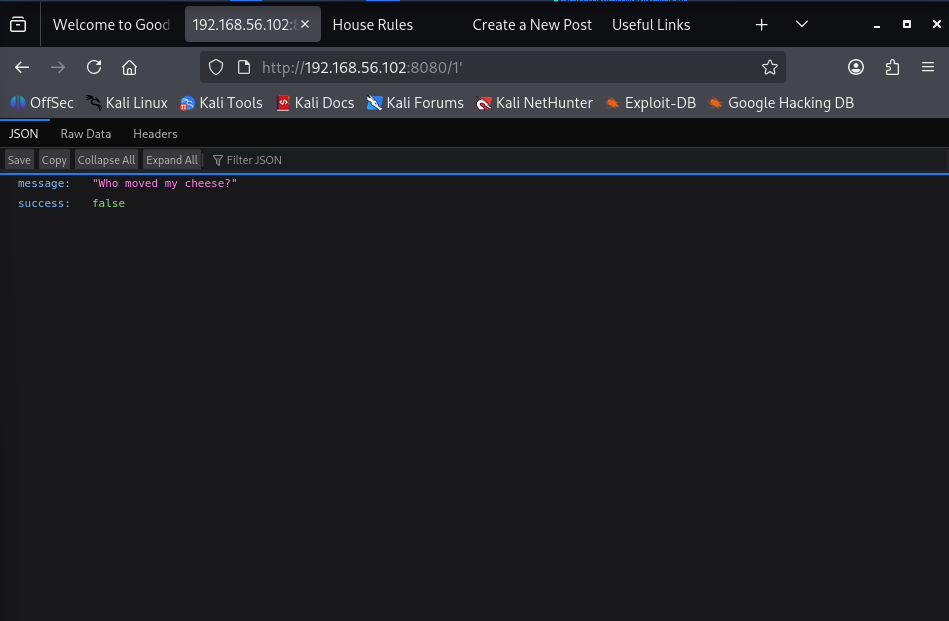 Welcome to Good
192.168.56.102:8
House Rules
Create a New Post
Useful Links
http://192.168.56.102:8080/1'
OffSec
Kali Linux
Kali Tools
Kali Docs
Kali Forums
Kali NetHunter
Exploit-DB
Google Hacking DB
JSON
Raw Data
Headers
Save
Copy
Collapse All
Expand All
Filter JSON
message: "Who moved my cheese?"
success: false